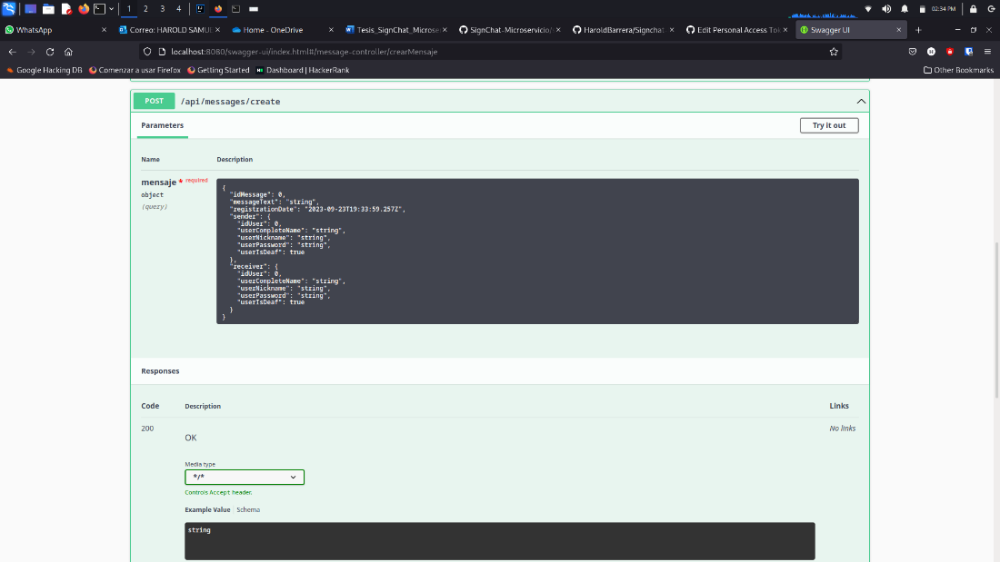 1 2 3 4 02:34 PM
WhatsApp Correo: HAROLD SAMUE Home - OneDrive Tesis_SignChat_Microse SignChat-Microservicio/ HaroldBarrera/Signchat Edit Personal Access Tok Swagger UI
localhost:8080/swagger-ui/index.html#/message-controller/crearMensaje
Google Hacking DB Comenzar a usar Firefox Getting Started Dashboard | HackerRank Other Bookmarks
POST /api/messages/create
Parameters Try it out
Name Description
mensaje * required
object
(query)
{
"idMessage": 0,
"messageText": "string",
"registrationDate": "2023-09-23T19:33:59.257Z",
"sender": {
"idUser": 0,
"userCompleteName": "string",
"userNickname": "string",
"userPassword": "string",
"userIsDeaf": true
},
"receiver": {
"idUser": 0,
"userCompleteName": "string",
"userNickname": "string",
"userPassword": "string",
"userIsDeaf": true
}
}
Responses
Code Description Links
200 OK No links
Media type
*/*
Controls Accept header.
Example Value Schema
string